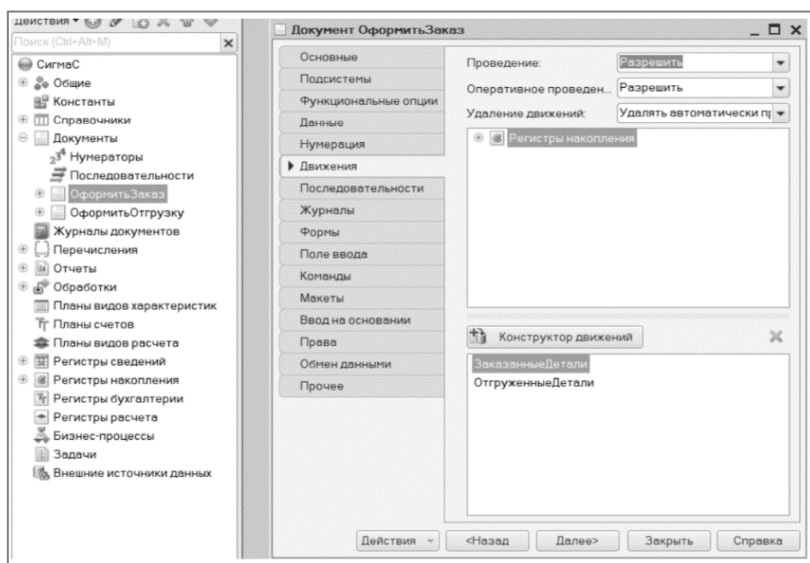 Действия
Поиск (Ctrl+Alt+M)
СигмаС
Общие
Константы
Справочники
Документы
Нумераторы
Последовательности
ОформитьЗаказ
ОформитьОтгрузку
Журналы документов
Перечисления
Отчеты
Обработки
Планы видов характеристик
Планы счетов
Планы видов расчета
Регистры сведений
Регистры накопления
Регистры бухгалтерии
Регистры расчета
Бизнес-процессы
Задачи
Внешние источники данных
Документ ОформитьЗаказ
Основные
Подсистемы
Функциональные опции
Данные
Нумерация
Движения
Последовательности
Журналы
Формы
Поле ввода
Команды
Макеты
Ввод на основании
Права
Обмен данными
Прочее
Проведение: Разрешить
Оперативное проведен... Разрешить
Удаление движений: Удалять автоматически пр
Регистры накопления
Конструктор движений
ЗаказанныеДетали
ОтгруженныеДетали
Действия <Назад Далее> Закрыть Справка